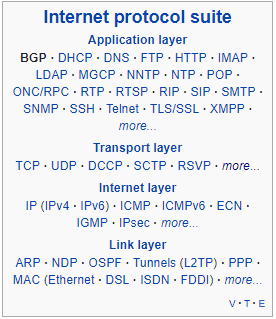 Internet protocol suite
Application layer
BGP · DHCP · DNS · FTP · HTTP · IMAP ·
LDAP · MGCP · NNTP · NTP · POP ·
ONC/RPC · RTP · RTSP · RIP · SIP · SMTP ·
SNMP · SSH · Telnet · TLS/SSL · XMPP ·
more...
Transport layer
TCP · UDP · DCCP · SCTP · RSVP · more...
Internet layer
IP (IPv4 · IPv6) · ICMP · ICMPv6 · ECN ·
IGMP · IPsec · more...
Link layer
ARP · NDP · OSPF · Tunnels (L2TP) · PPP ·
MAC (Ethernet · DSL · ISDN · FDDI) · more...
V · T · E